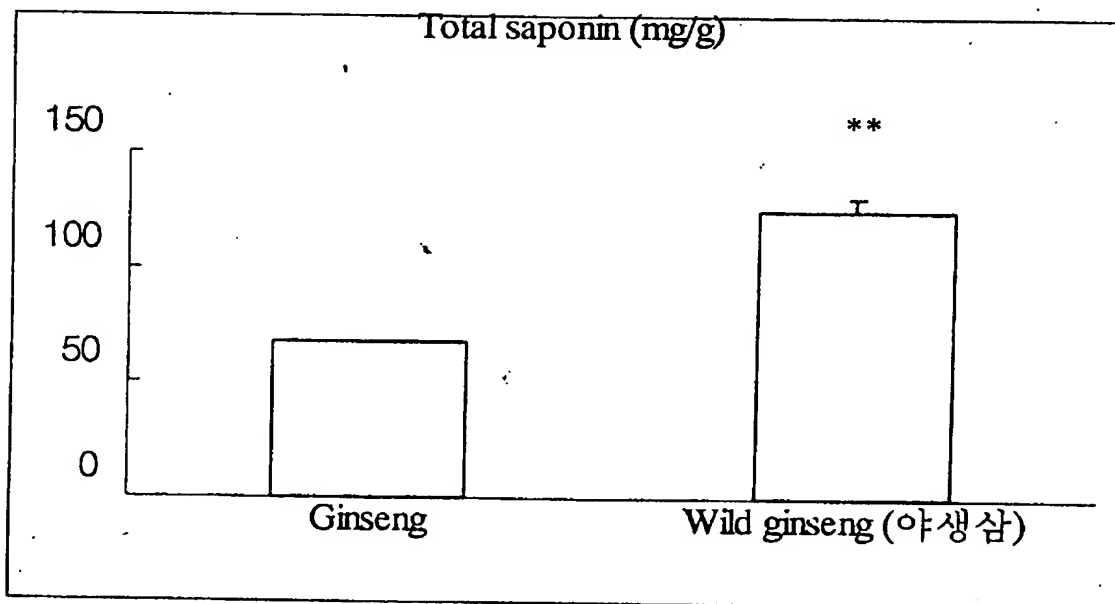 Total saponin (mg/g)
150
**
100
50
0
Ginseng
Wild ginseng (야생삼)